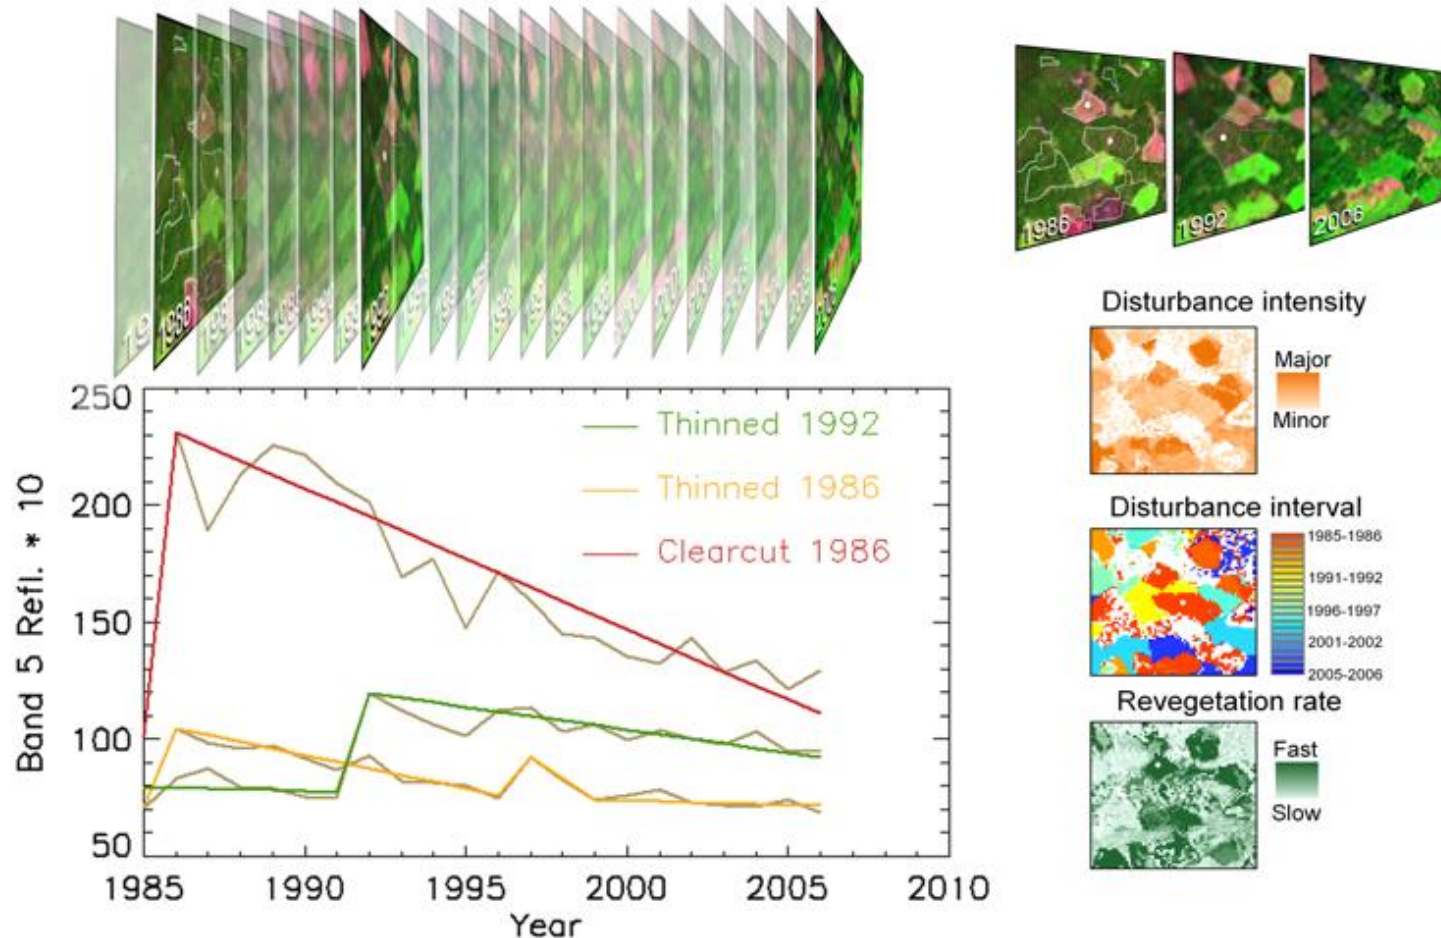 1986
1992
1986
1992
2006
Disturbance intensity
Major
Minor
Disturbance interval
1985-1986
1991-1992
1996-1997
2001-2002
2005-2006
Revegetation rate
Fast
Slow
250
200
150
100
50
Band 5 Refl. * 10
Thinned 1992
Thinned 1986
Clearcut 1986
1985 1990 1995 2000 2005 2010
Year